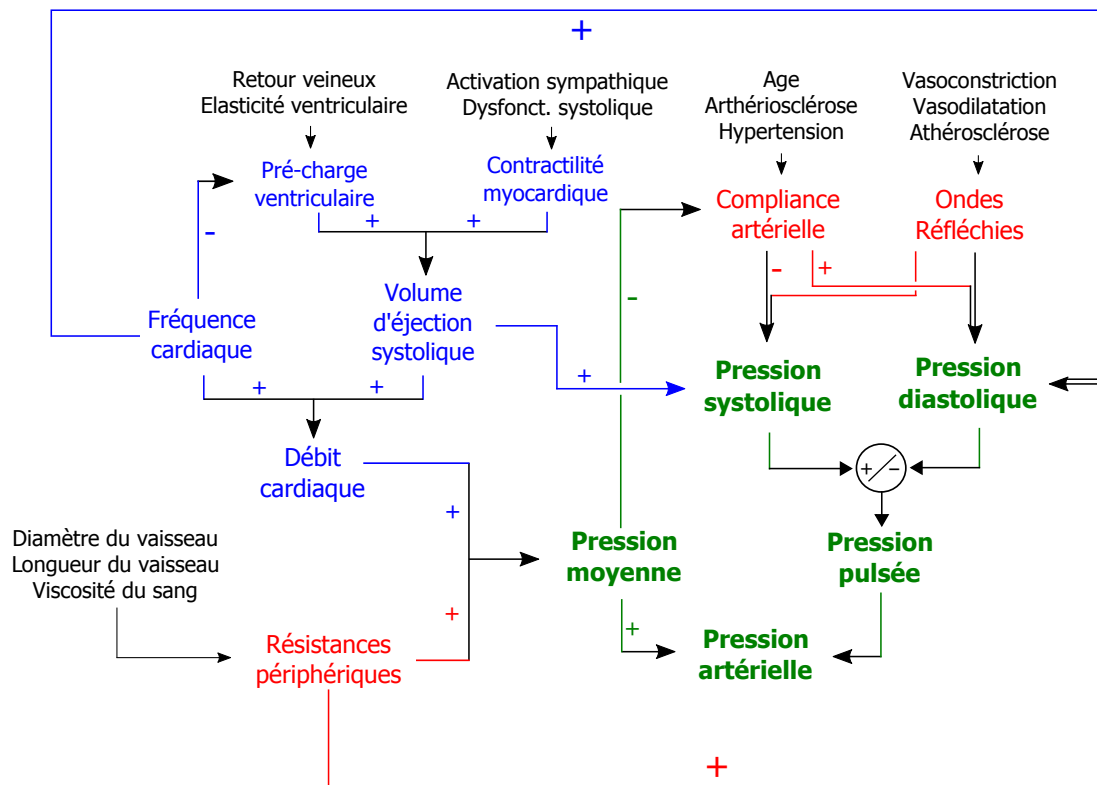 +
Retour veineux
Elasticité ventriculaire
Activation sympathique
Dysfonct. systolique
Age
Arthériosclérose
Hypertension
Vasoconstriction
Vasodilatation
Athérosclérose
Pré-charge
ventriculaire
Contractilité
myocardique
Compliance
artérielle
Ondes
Réfléchies
+
+
-
-
+
-
Fréquence
cardiaque
Volume
d'éjection
systolique
+
+
+
Pression
systolique
Pression
diastolique
Débit
cardiaque
+/-
+
Diamètre du vaisseau
Longueur du vaisseau
Viscosité du sang
Pression
moyenne
Pression
pulsée
+
+
Résistances
périphériques
Pression
artérielle
+